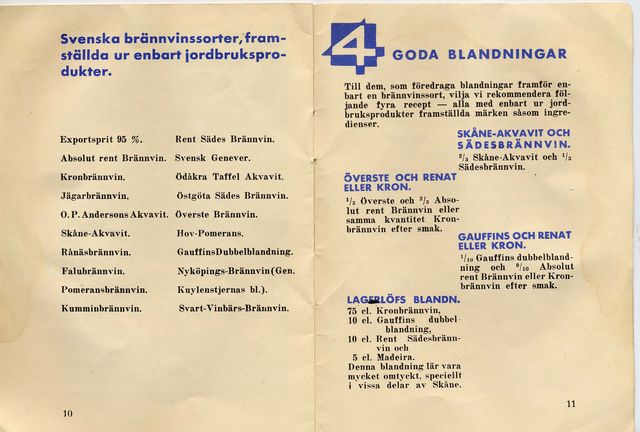 Svenska brännvinssorter, fram-
ställda ur enbart jordbrukspro-
dukter.
Exportsprit 95 %.
Absolut rent Brännvin.
Kronbrännvin.
Jägarbrännvin.
O. P. Andersons Akvavit.
Skåne-Akvavit.
Rånäsbrännvin.
Falubrännvin.
Pomeransbrännvin.
Kumminbrännvin.
Rent Sädes Brännvin.
Svensk Genever.
Ödåkra Taffel Akvavit.
Östgöta Sädes Brännvin.
Överste Brännvin.
Hov-Pomerans.
Gauffins Dubbelblandning.
Nyköpings-Brännvin (Gen.
Kuylenstjernas bl.).
Svart-Vinbärs-Brännvin.
10
4 GODA BLANDNINGAR
Till dem, som föredraga blandningar framför en-
bart en brännvinssort, vilja vi rekommendera föl-
jande fyra recept — alla med enbart ur jord-
bruksprodukter framställda märken såsom ingre-
dienser.
SKÅNE-AKVAVIT OCH
SÄDESBRÄNNVIN.
2/3 Skåne-Akvavit och 1/3
Sädesbrännvin.
ÖVERSTE OCH RENAT
ELLER KRON.
1/3 Överste och 2/3 Abso-
lut rent Brännvin eller
samma kvantitet Kron-
brännvin efter smak.
GAUFFINS OCH RENAT
ELLER KRON.
1/10 Gauffins dubbelbland-
ning och 9/10 Absolut
rent Brännvin eller Kron-
brännvin efter smak.
LAGERLÖFS BLANDN.
75 cl. Kronbrännvin,
10 cl. Gauffins dubbel-
blandning,
10 cl. Rent Sädesbränn-
vin och
5 cl. Madeira.
Denna blandning lär vara
mycket omtyckt, speciellt
i vissa delar av Skåne.
11